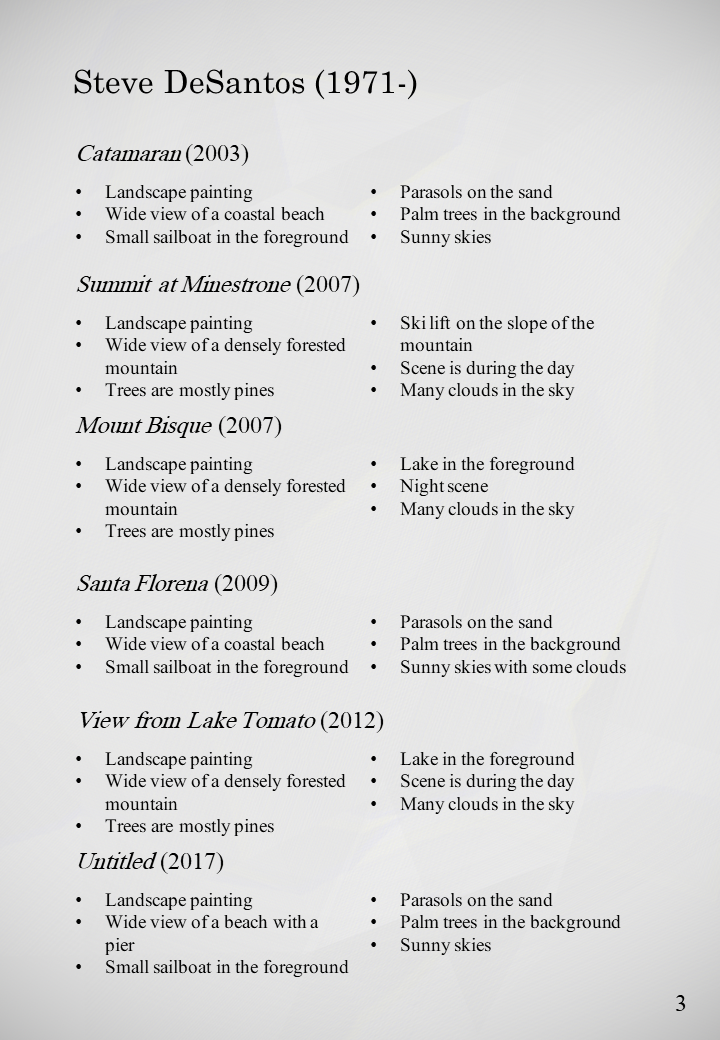 Steve DeSantos (1971-)
Catamaran (2003)
• Landscape painting
• Wide view of a coastal beach
• Small sailboat in the foreground
• Parasols on the sand
• Palm trees in the background
• Sunny skies
Summit at Minestrone (2007)
• Landscape painting
• Wide view of a densely forested
mountain
• Trees are mostly pines
• Ski lift on the slope of the
mountain
• Scene is during the day
• Many clouds in the sky
Mount Bisque (2007)
• Landscape painting
• Wide view of a densely forested
mountain
• Trees are mostly pines
• Lake in the foreground
• Night scene
• Many clouds in the sky
Santa Florena (2009)
• Landscape painting
• Wide view of a coastal beach
• Small sailboat in the foreground
• Parasols on the sand
• Palm trees in the background
• Sunny skies with some clouds
View from Lake Tomato (2012)
• Landscape painting
• Wide view of a densely forested
mountain
• Trees are mostly pines
• Lake in the foreground
• Scene is during the day
• Many clouds in the sky
Untitled (2017)
• Landscape painting
• Wide view of a beach with a
pier
• Small sailboat in the foreground
• Parasols on the sand
• Palm trees in the background
• Sunny skies
3